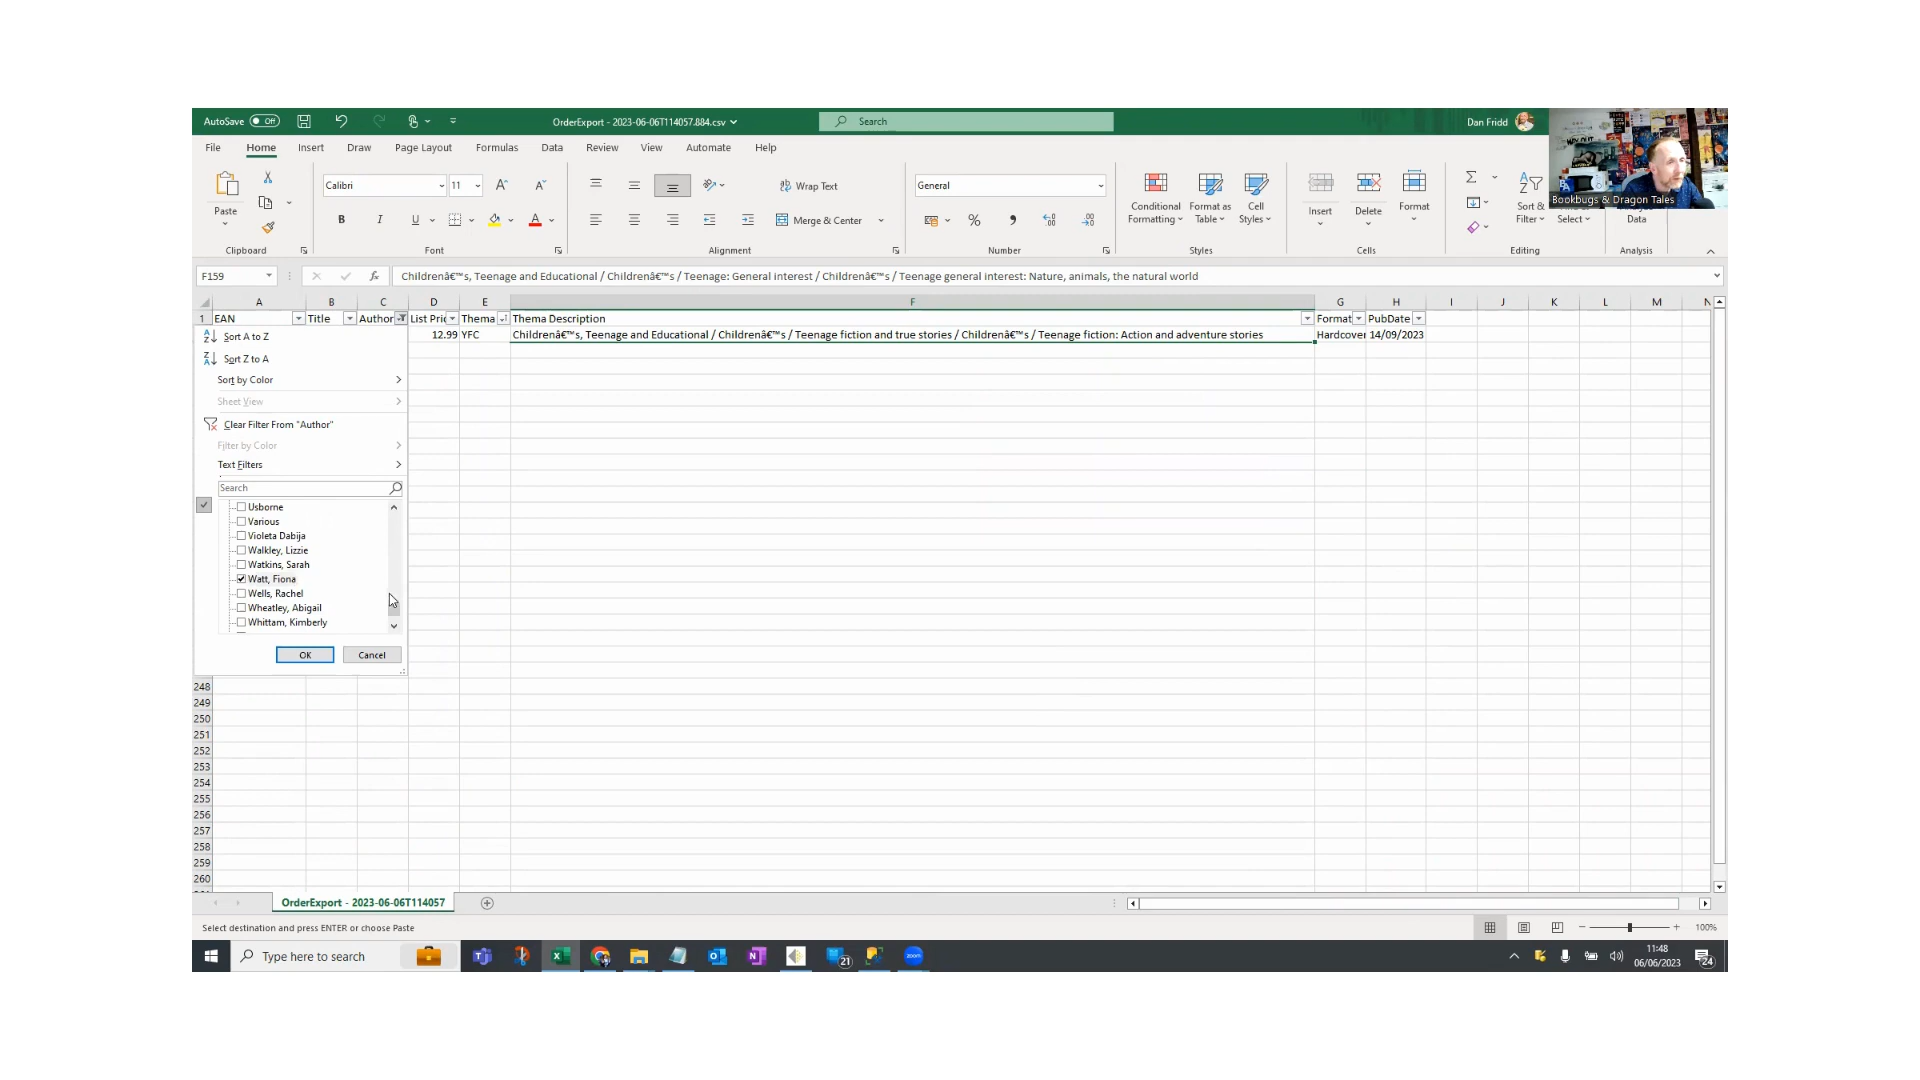 AutoSave Off
OrderExport - 2023-06-06T114057.884.csv
Search
Dan Fridd
File Home Insert Draw Page Layout Formulas Data Review View Automate Help
Bookbugs & Dragon Tales
Paste
Calibri 11
Wrap Text
General
Merge & Center
Conditional Formatting
Format as Table
Cell Styles
Insert
Delete
Format
Sort & Filter
Select
Data
Clipboard Font Alignment Number Styles Cells Editing Analysis
F159
fx
Childrenâ€™s, Teenage and Educational / Childrenâ€™s / Teenage: General interest / Childrenâ€™s / Teenage general interest: Nature, animals, the natural world
A B C D E F G H I J K L M N
1 EAN Title Author List Pric Thema Thema Description Format PubDate
12.99 YFC Childrenâ€™s, Teenage and Educational / Childrenâ€™s / Teenage fiction and true stories / Childrenâ€™s / Teenage fiction: Action and adventure stories Hardcover 14/09/2023
Sort A to Z
Sort Z to A
Sort by Color
Sheet View
Clear Filter From "Author"
Filter by Color
Text Filters
Search
Usborne
Various
Violeta Dabija
Walkley, Lizzie
Watkins, Sarah
Watt, Fiona
Wells, Rachel
Wheatley, Abigail
Whittam, Kimberly
OK Cancel
248
249
250
251
252
253
254
255
256
257
258
259
260
OrderExport - 2023-06-06T114057
Select destination and press ENTER or choose Paste
100%
Type here to search
21
zoom
11:48
06/06/2023
24